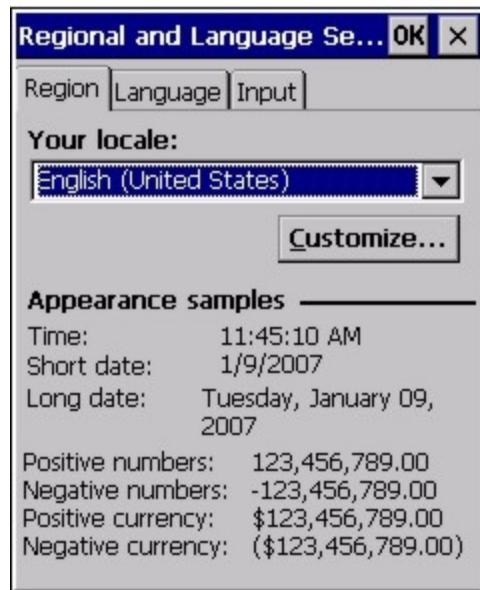 Regional and Language Se... OK ×
Region Language Input
Your locale:
English (United States)
Customize...
Appearance samples
Time: 11:45:10 AM
Short date: 1/9/2007
Long date: Tuesday, January 09,
2007
Positive numbers: 123,456,789.00
Negative numbers: -123,456,789.00
Positive currency: $123,456,789.00
Negative currency: ($123,456,789.00)